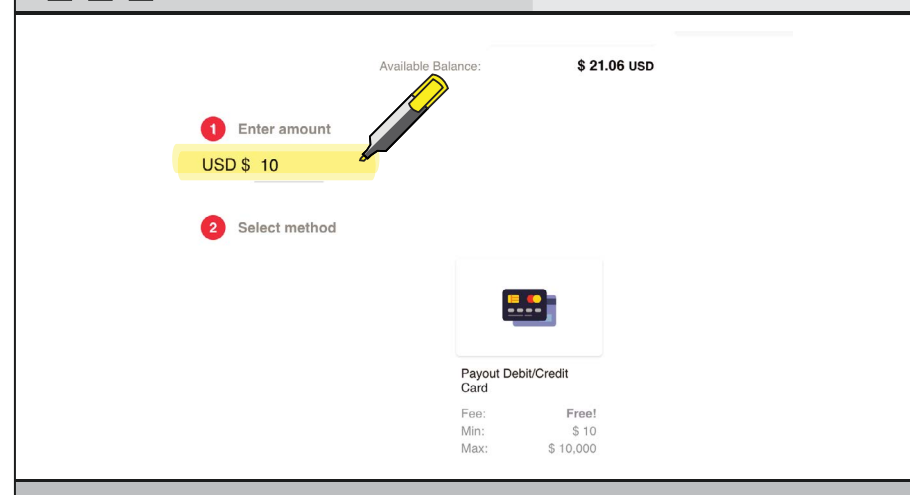 Available Balance: $ 21.06 USD
1 Enter amount
USD $ 10
2 Select method
Payout Debit/Credit
Card
Fee: Free!
Min: $ 10
Max: $ 10,000